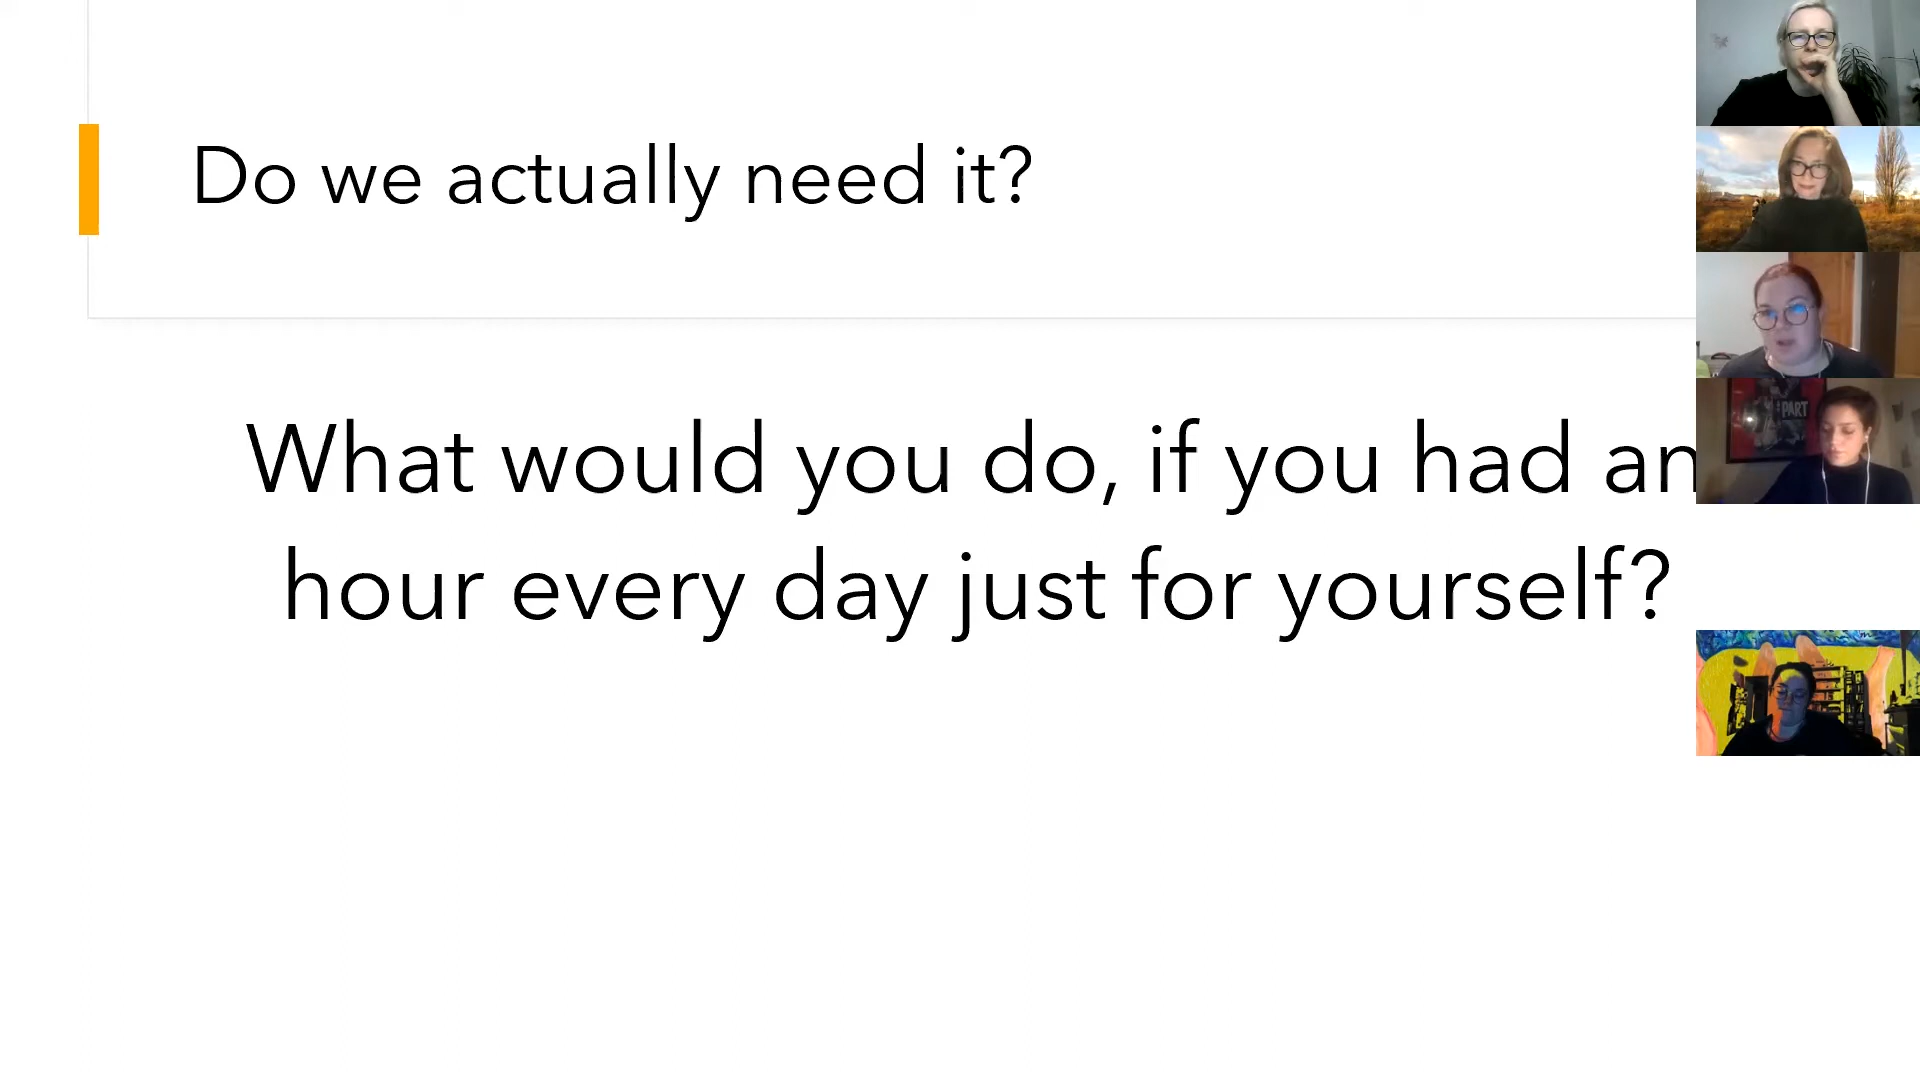 Do we actually need it?
What would you do, if you had an
hour every day just for yourself?
PART